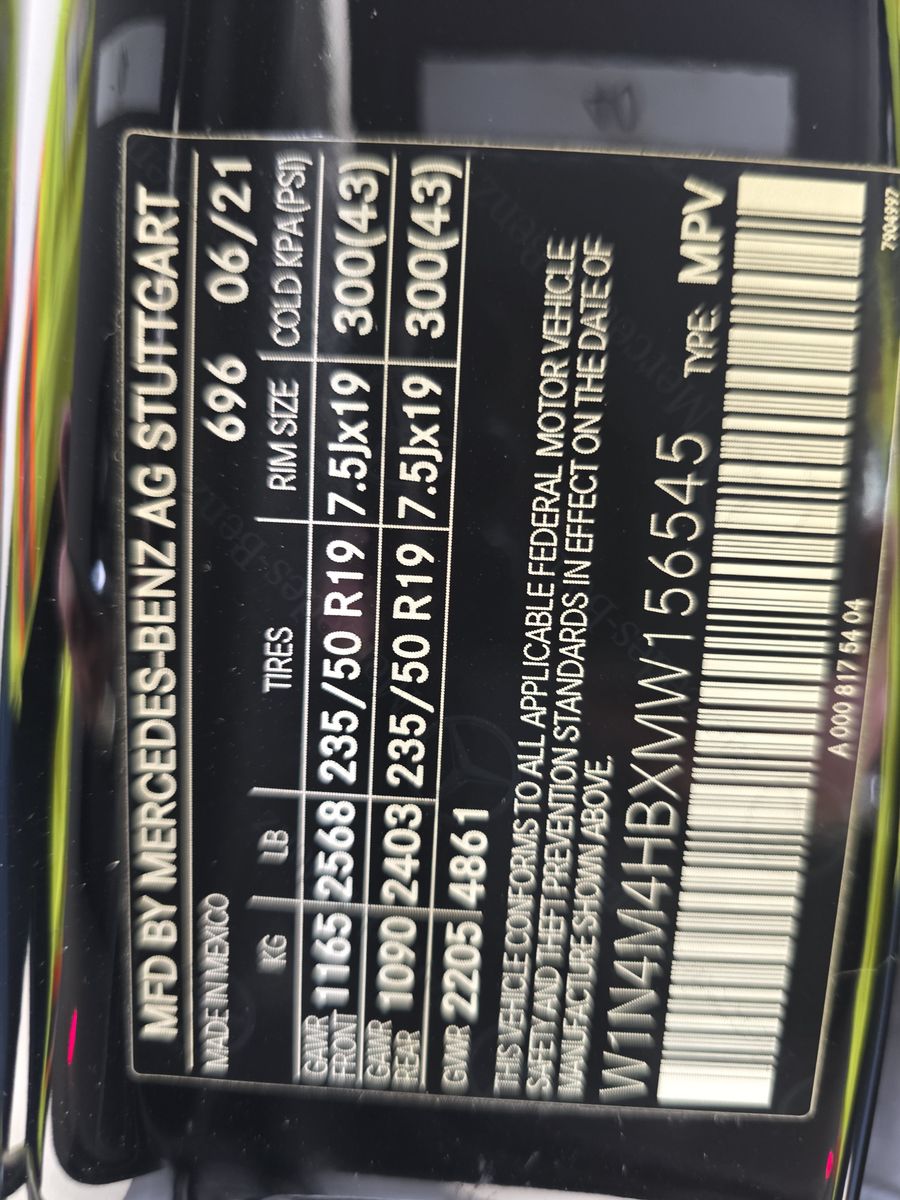 MFD BY MERCEDES-BENZ AG STUTTGART
MADE IN MEXICO 696 06/21
KG LB TIRES RIM SIZE COLD KPA(PSI)
GAWR FRONT 1165 2568 235/50 R19 7.5Jx19 300(43)
GAWR REAR 1090 2403 235/50 R19 7.5Jx19 300(43)
GVWR 2205 4861
THIS VEHICLE CONFORMS TO ALL APPLICABLE FEDERAL MOTOR VEHICLE
SAFETY AND THEFT PREVENTION STANDARDS IN EFFECT ON THE DATE OF
MANUFACTURE SHOWN ABOVE.
W1N4M4HBXMW156545 TYPE: MPV
A 000 817 54 04 7904997